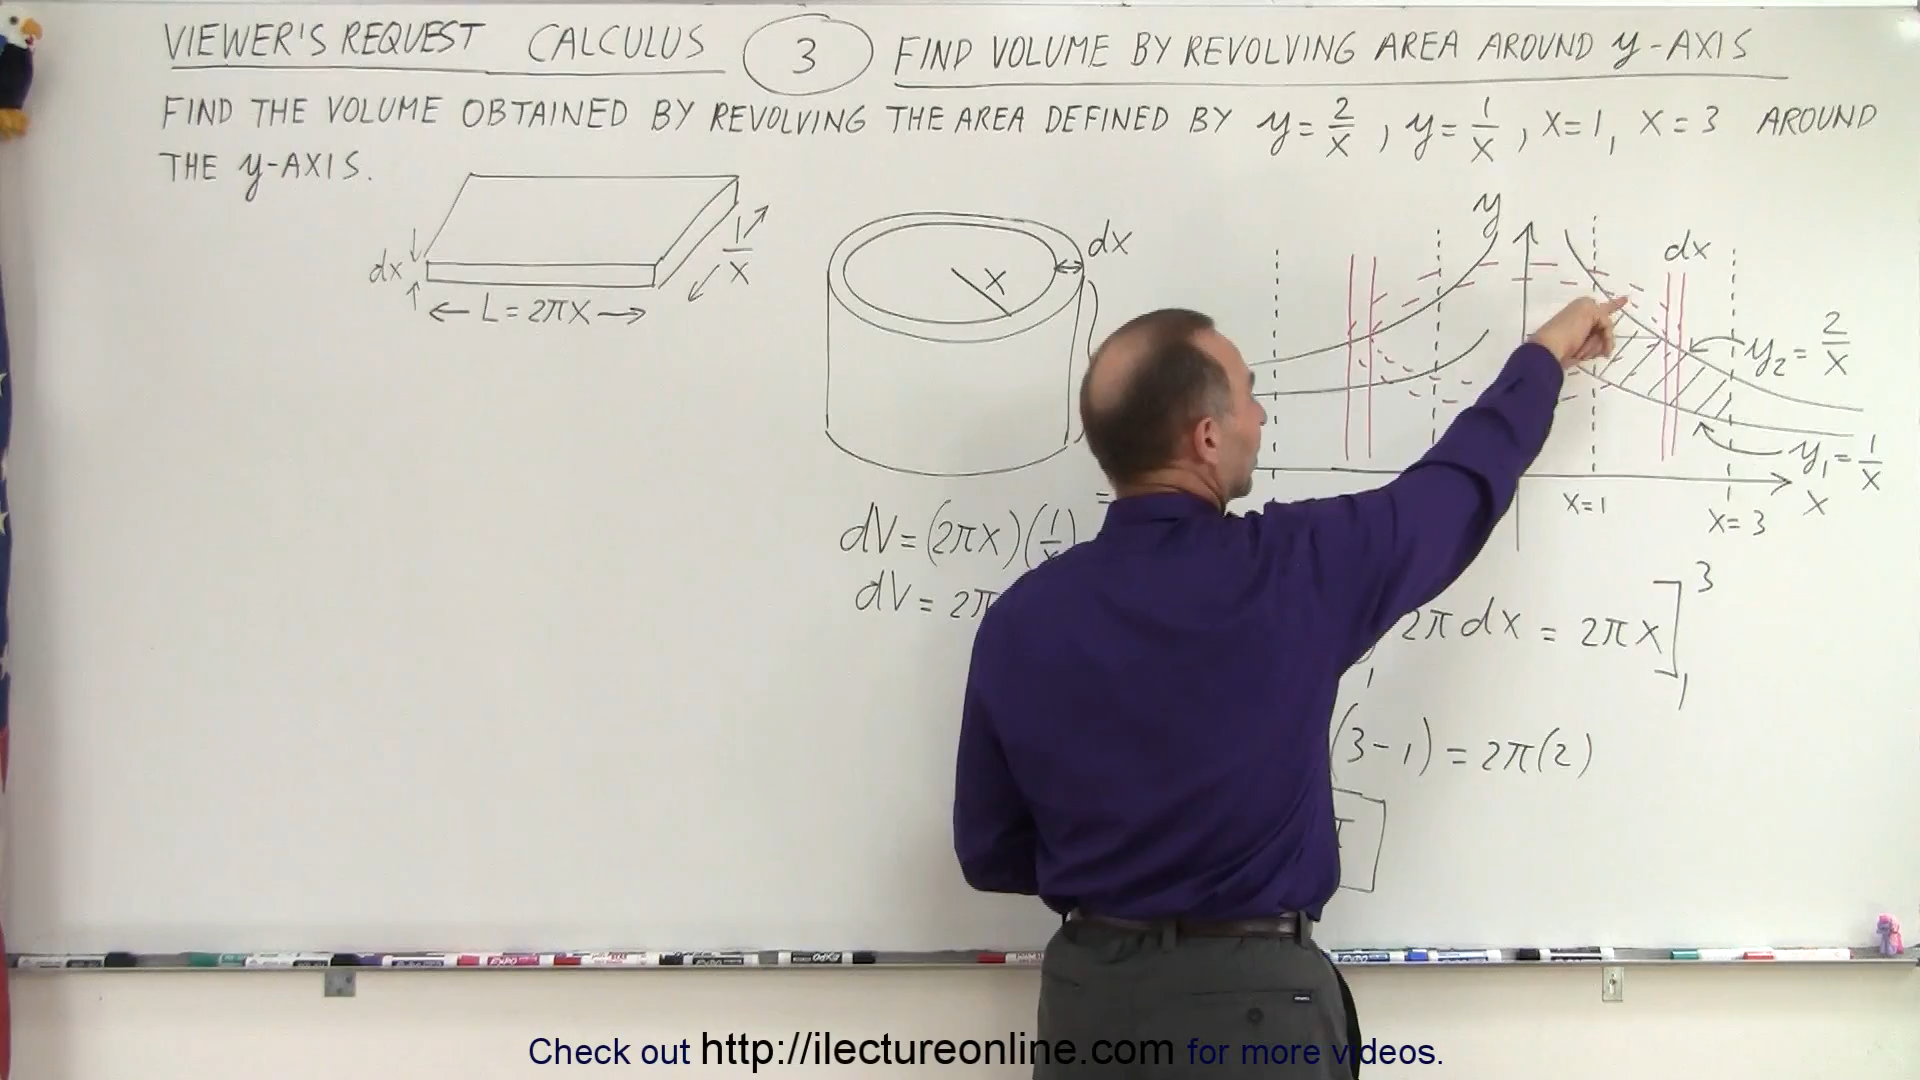 VIEWER'S REQUEST CALCULUS 3 FIND VOLUME BY REVOLVING AREA AROUND y-AXIS
FIND THE VOLUME OBTAINED BY REVOLVING THE AREA DEFINED BY y = 2/x , y = 1/x , X=1, X=3 AROUND
THE y-AXIS.
dx
L = 2πX
1/x
X
dx
y
dx
y₂ = 2/x
y₁ = 1/x
X
X=1
X=3
dV = (2πx)(1/x)
dV = 2π
1
2π dx = 2πx]₁³
(3-1) = 2π(2)
Check out http://ilectureonline.com for more videos.